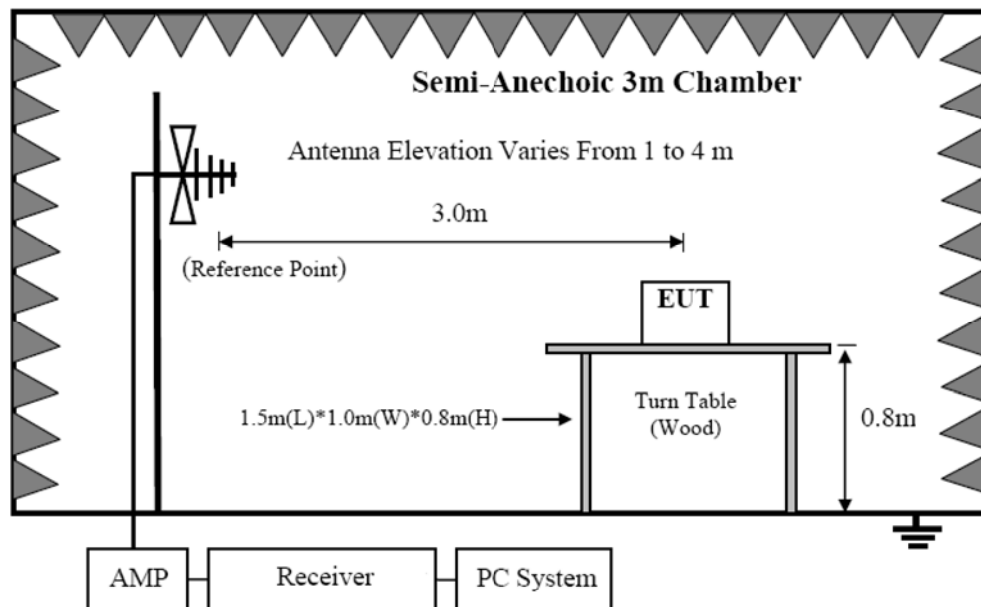 Semi-Anechoic 3m Chamber
Antenna Elevation Varies From 1 to 4 m
3.0m
(Reference Point)
EUT
1.5m(L)*1.0m(W)*0.8m(H)
Turn Table
(Wood)
0.8m
AMP
Receiver
PC System